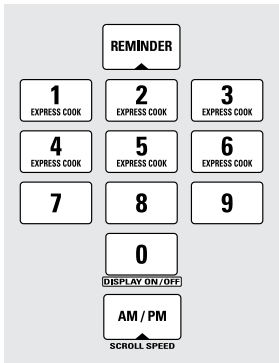 REMINDER
1 2 3
EXPRESS COOK EXPRESS COOK EXPRESS COOK
4 5 6
EXPRESS COOK EXPRESS COOK EXPRESS COOK
7 8 9
0
DISPLAY ON/OFF
AM / PM
SCROLL SPEED